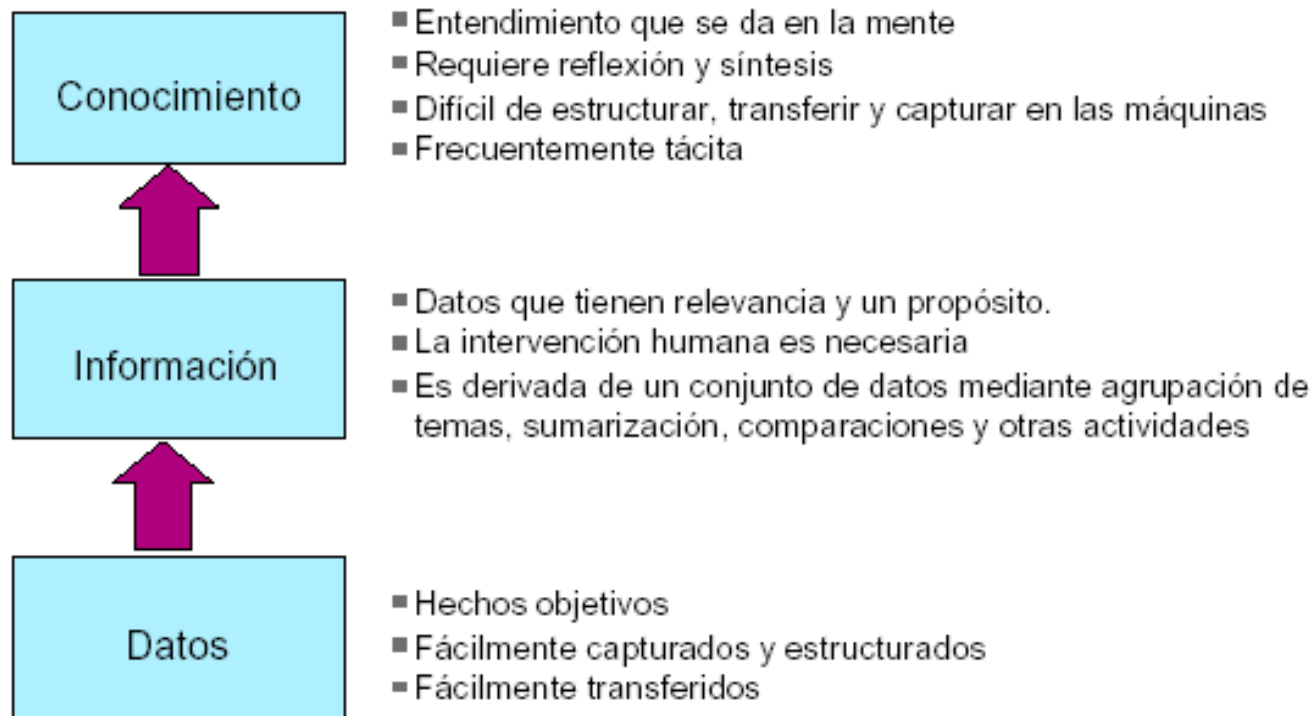 Conocimiento
■ Entendimiento que se da en la mente
■ Requiere reflexión y síntesis
■ Difícil de estructurar, transferir y capturar en las máquinas
■ Frecuentemente tácita
Información
■ Datos que tienen relevancia y un propósito.
■ La intervención humana es necesaria
■ Es derivada de un conjunto de datos mediante agrupación de
temas, sumarización, comparaciones y otras actividades
Datos
■ Hechos objetivos
■ Fácilmente capturados y estructurados
■ Fácilmente transferidos